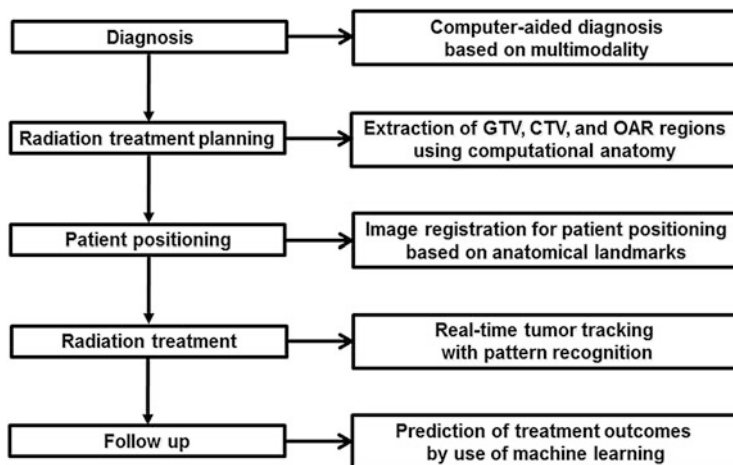 Diagnosis
Computer-aided diagnosis
based on multimodality
Radiation treatment planning
Extraction of GTV, CTV, and OAR regions
using computational anatomy
Patient positioning
Image registration for patient positioning
based on anatomical landmarks
Radiation treatment
Real-time tumor tracking
with pattern recognition
Follow up
Prediction of treatment outcomes
by use of machine learning